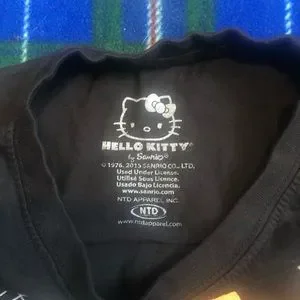 HELLO KITTY®
by Sanrio®
© 1976, 2015 SANRIO CO., LTD.
Used Under License.
Utilisé Sous Licence.
Usado Bajo Licencia.
www.sanrio.com
NTD APPAREL INC.
NTD
www.ntdapparel.com